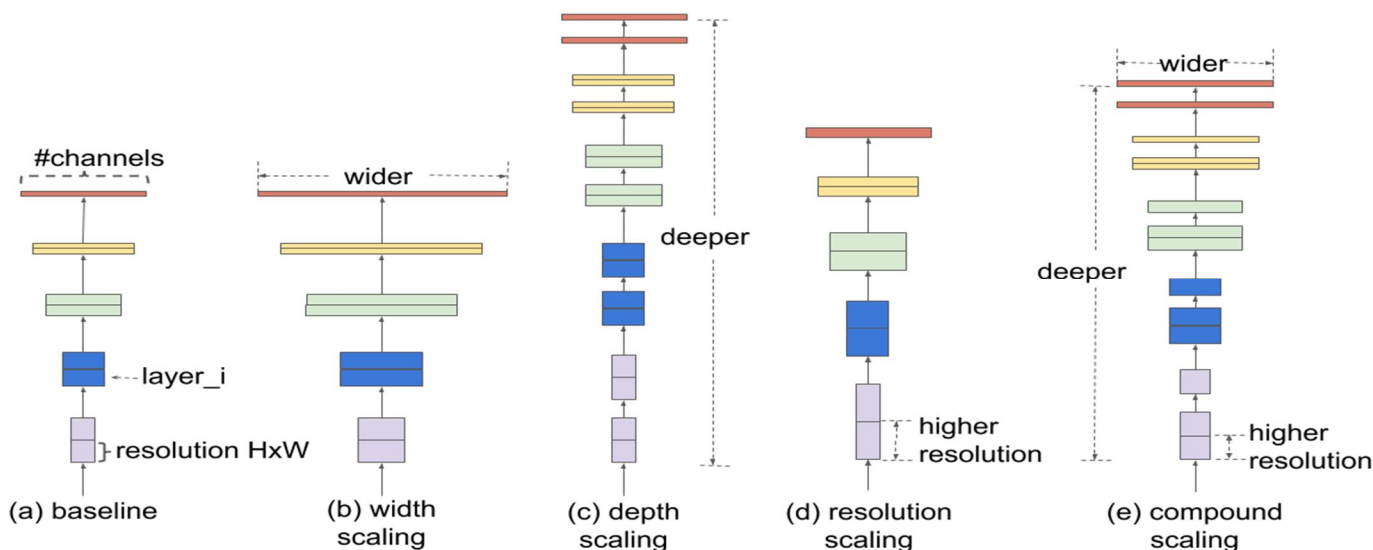 #channels
layer_i
resolution HxW
(a) baseline
wider
(b) width
scaling
deeper
(c) depth
scaling
higher
resolution
(d) resolution
scaling
wider
deeper
higher
resolution
(e) compound
scaling